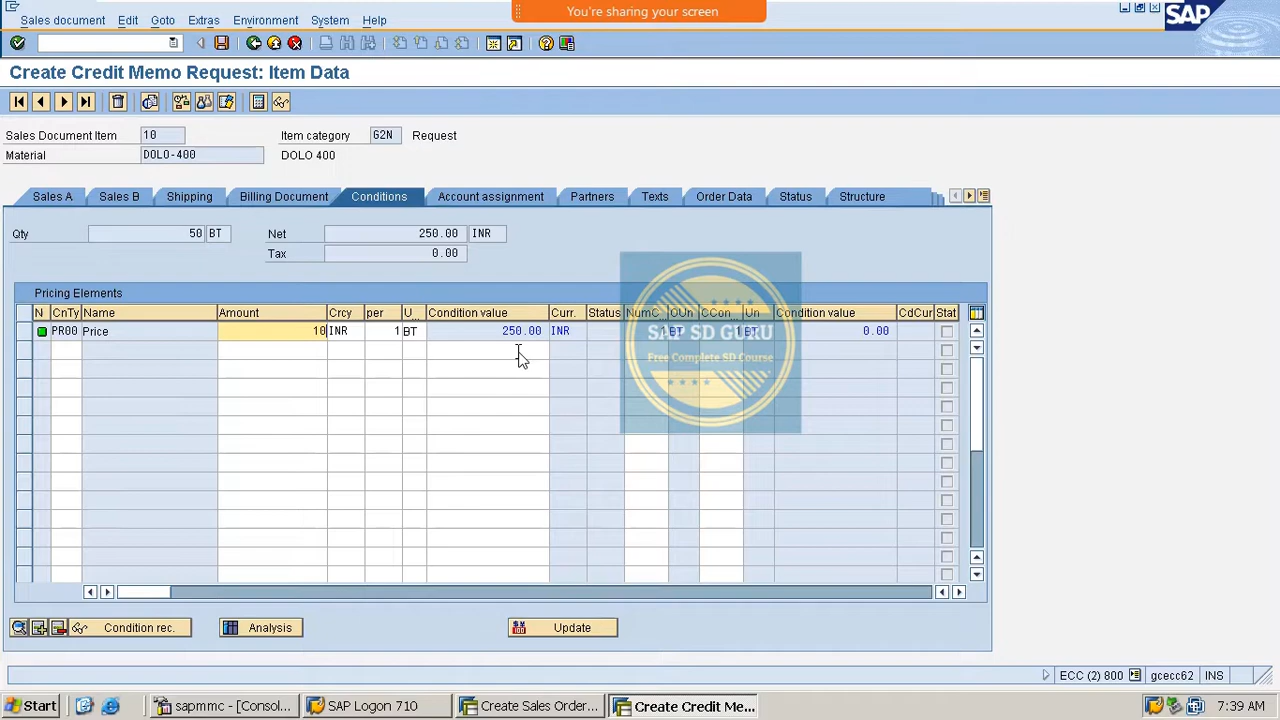 You're sharing your screen
Sales document Edit Goto Extras Environment System Help
SAP
Create Credit Memo Request: Item Data
Sales Document Item 10 Item category G2N Request
Material DOLO-400 DOLO 400
Sales A Sales B Shipping Billing Document Conditions Account assignment Partners Texts Order Data Status Structure
Qty 50 BT Net 250.00 INR
Tax 0.00
Pricing Elements
N CnTy Name Amount Crcy per U... Condition value Curr. Status NumC... OUn CCon... Un Condition value CdCur Stat
PR00 Price 10 INR 1 BT 250.00 INR 1 BT 1 BT 0.00
SAP SD GURU
Free Complete SD Course
Condition rec. Analysis Update
ECC (2) 800 gcecc62 INS
Start sapmmc - [Consol... SAP Logon 710 Create Sales Order... Create Credit Me... 7:39 AM